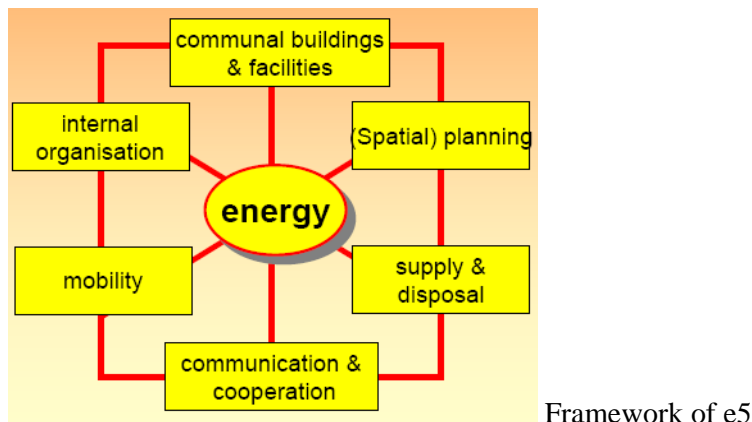 communal buildings
& facilities
internal
organisation
(Spatial) planning
energy
mobility
supply &
disposal
communication &
cooperation
Framework of e5